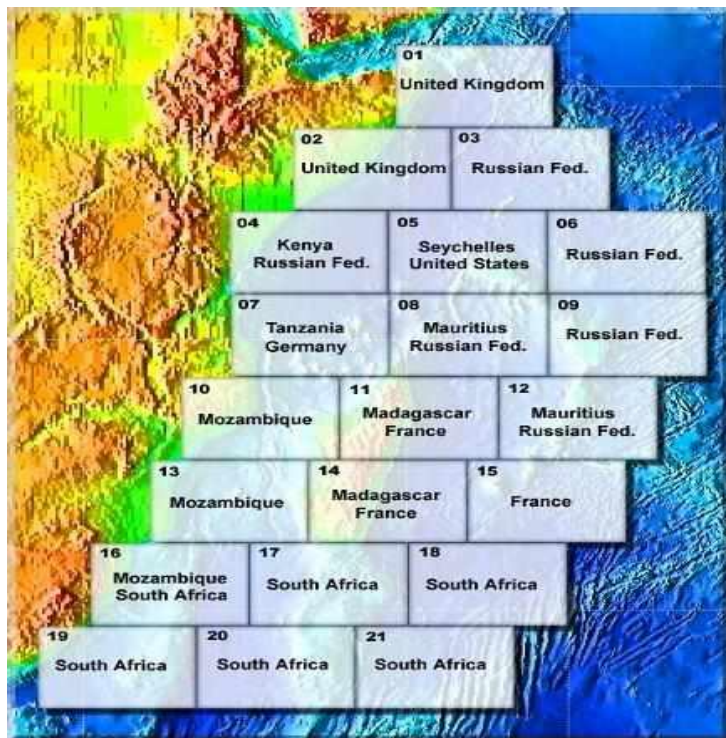 01
United Kingdom
02
United Kingdom
03
Russian Fed.
04
Kenya
Russian Fed.
05
Seychelles
United States
06
Russian Fed.
07
Tanzania
Germany
08
Mauritius
Russian Fed.
09
Russian Fed.
10
Mozambique
11
Madagascar
France
12
Mauritius
Russian Fed.
13
Mozambique
14
Madagascar
France
15
France
16
Mozambique
South Africa
17
South Africa
18
South Africa
19
South Africa
20
South Africa
21
South Africa